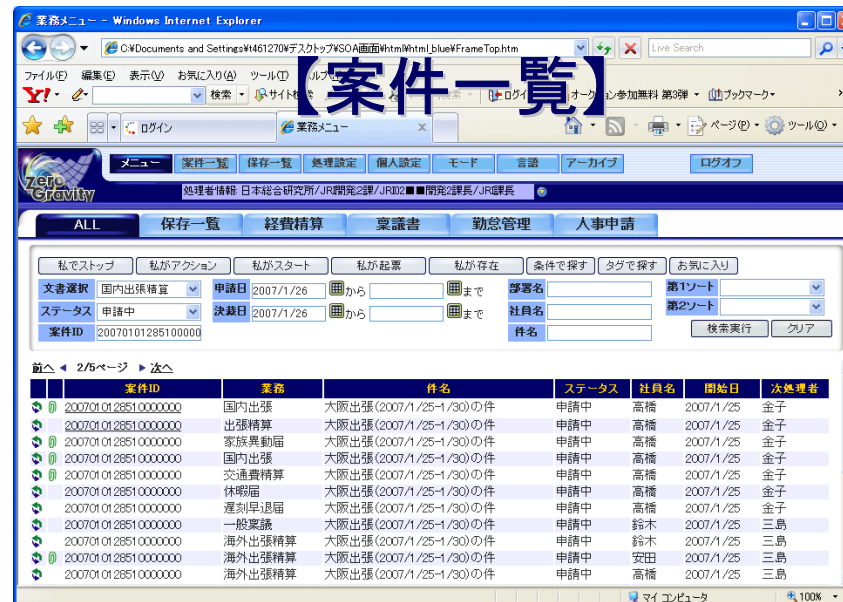 業務メニュー - Windows Internet Explorer
C:¥Documents and Settings¥t461270¥デスクトップ¥SOA画面¥html¥html_blue¥FrameTop.htm
Live Search
ファイル(F) 編集(E) 表示(V) お気に入り(A) ツール(T)
【案件一覧】
Y! 検索
オークション参加無料 第3弾 ブックマーク
ログイン 業務メニュー ページ(P) ツール(O)
zero Gravity
メニュー 案件一覧 保存一覧 処理設定 個人設定 モード 言語 アーカイブ ログオフ
処理者情報: 日本総合研究所/JR開発2課/JRI02■■開発2課長/JR課長
ALL 保存一覧 経費精算 稟議書 勤怠管理 人事申請
私でストップ 私がアクション 私がスタート 私が起票 私が存在 条件で探す タグで探す お気に入り
文書選択 国内出張精算 申請日 2007/1/26 から まで 部署名 第1ソート
ステータス 申請中 決裁日 2007/1/26 から まで 社員名 第2ソート
案件ID 20070101285100000 件名 検索実行 クリア
前へ 2/5ページ 次へ
案件ID 業務 件名 ステータス 社員名 開始日 次処理者
2007010128510000000 国内出張 大阪出張(2007/1/25-1/30)の件 申請中 高橋 2007/1/25 金子
2007010128510000000 出張精算 大阪出張(2007/1/25-1/30)の件 申請中 高橋 2007/1/25 金子
2007010128510000000 家族異動届 大阪出張(2007/1/25-1/30)の件 申請中 高橋 2007/1/25 金子
2007010128510000000 国内出張 大阪出張(2007/1/25-1/30)の件 申請中 高橋 2007/1/25 金子
2007010128510000000 交通費精算 大阪出張(2007/1/25-1/30)の件 申請中 高橋 2007/1/25 金子
2007010128510000000 休暇届 大阪出張(2007/1/25-1/30)の件 申請中 高橋 2007/1/25 金子
2007010128510000000 遅刻早退届 大阪出張(2007/1/25-1/30)の件 申請中 高橋 2007/1/25 金子
2007010128510000000 一般稟議 大阪出張(2007/1/25-1/30)の件 申請中 鈴木 2007/1/25 三島
2007010128510000000 海外出張精算 大阪出張(2007/1/25-1/30)の件 申請中 鈴木 2007/1/25 三島
2007010128510000000 海外出張精算 大阪出張(2007/1/25-1/30)の件 申請中 安田 2007/1/25 三島
2007010128510000000 海外出張精算 大阪出張(2007/1/25-1/30)の件 申請中 高橋 2007/1/25 三島
マイ コンピュータ 100%